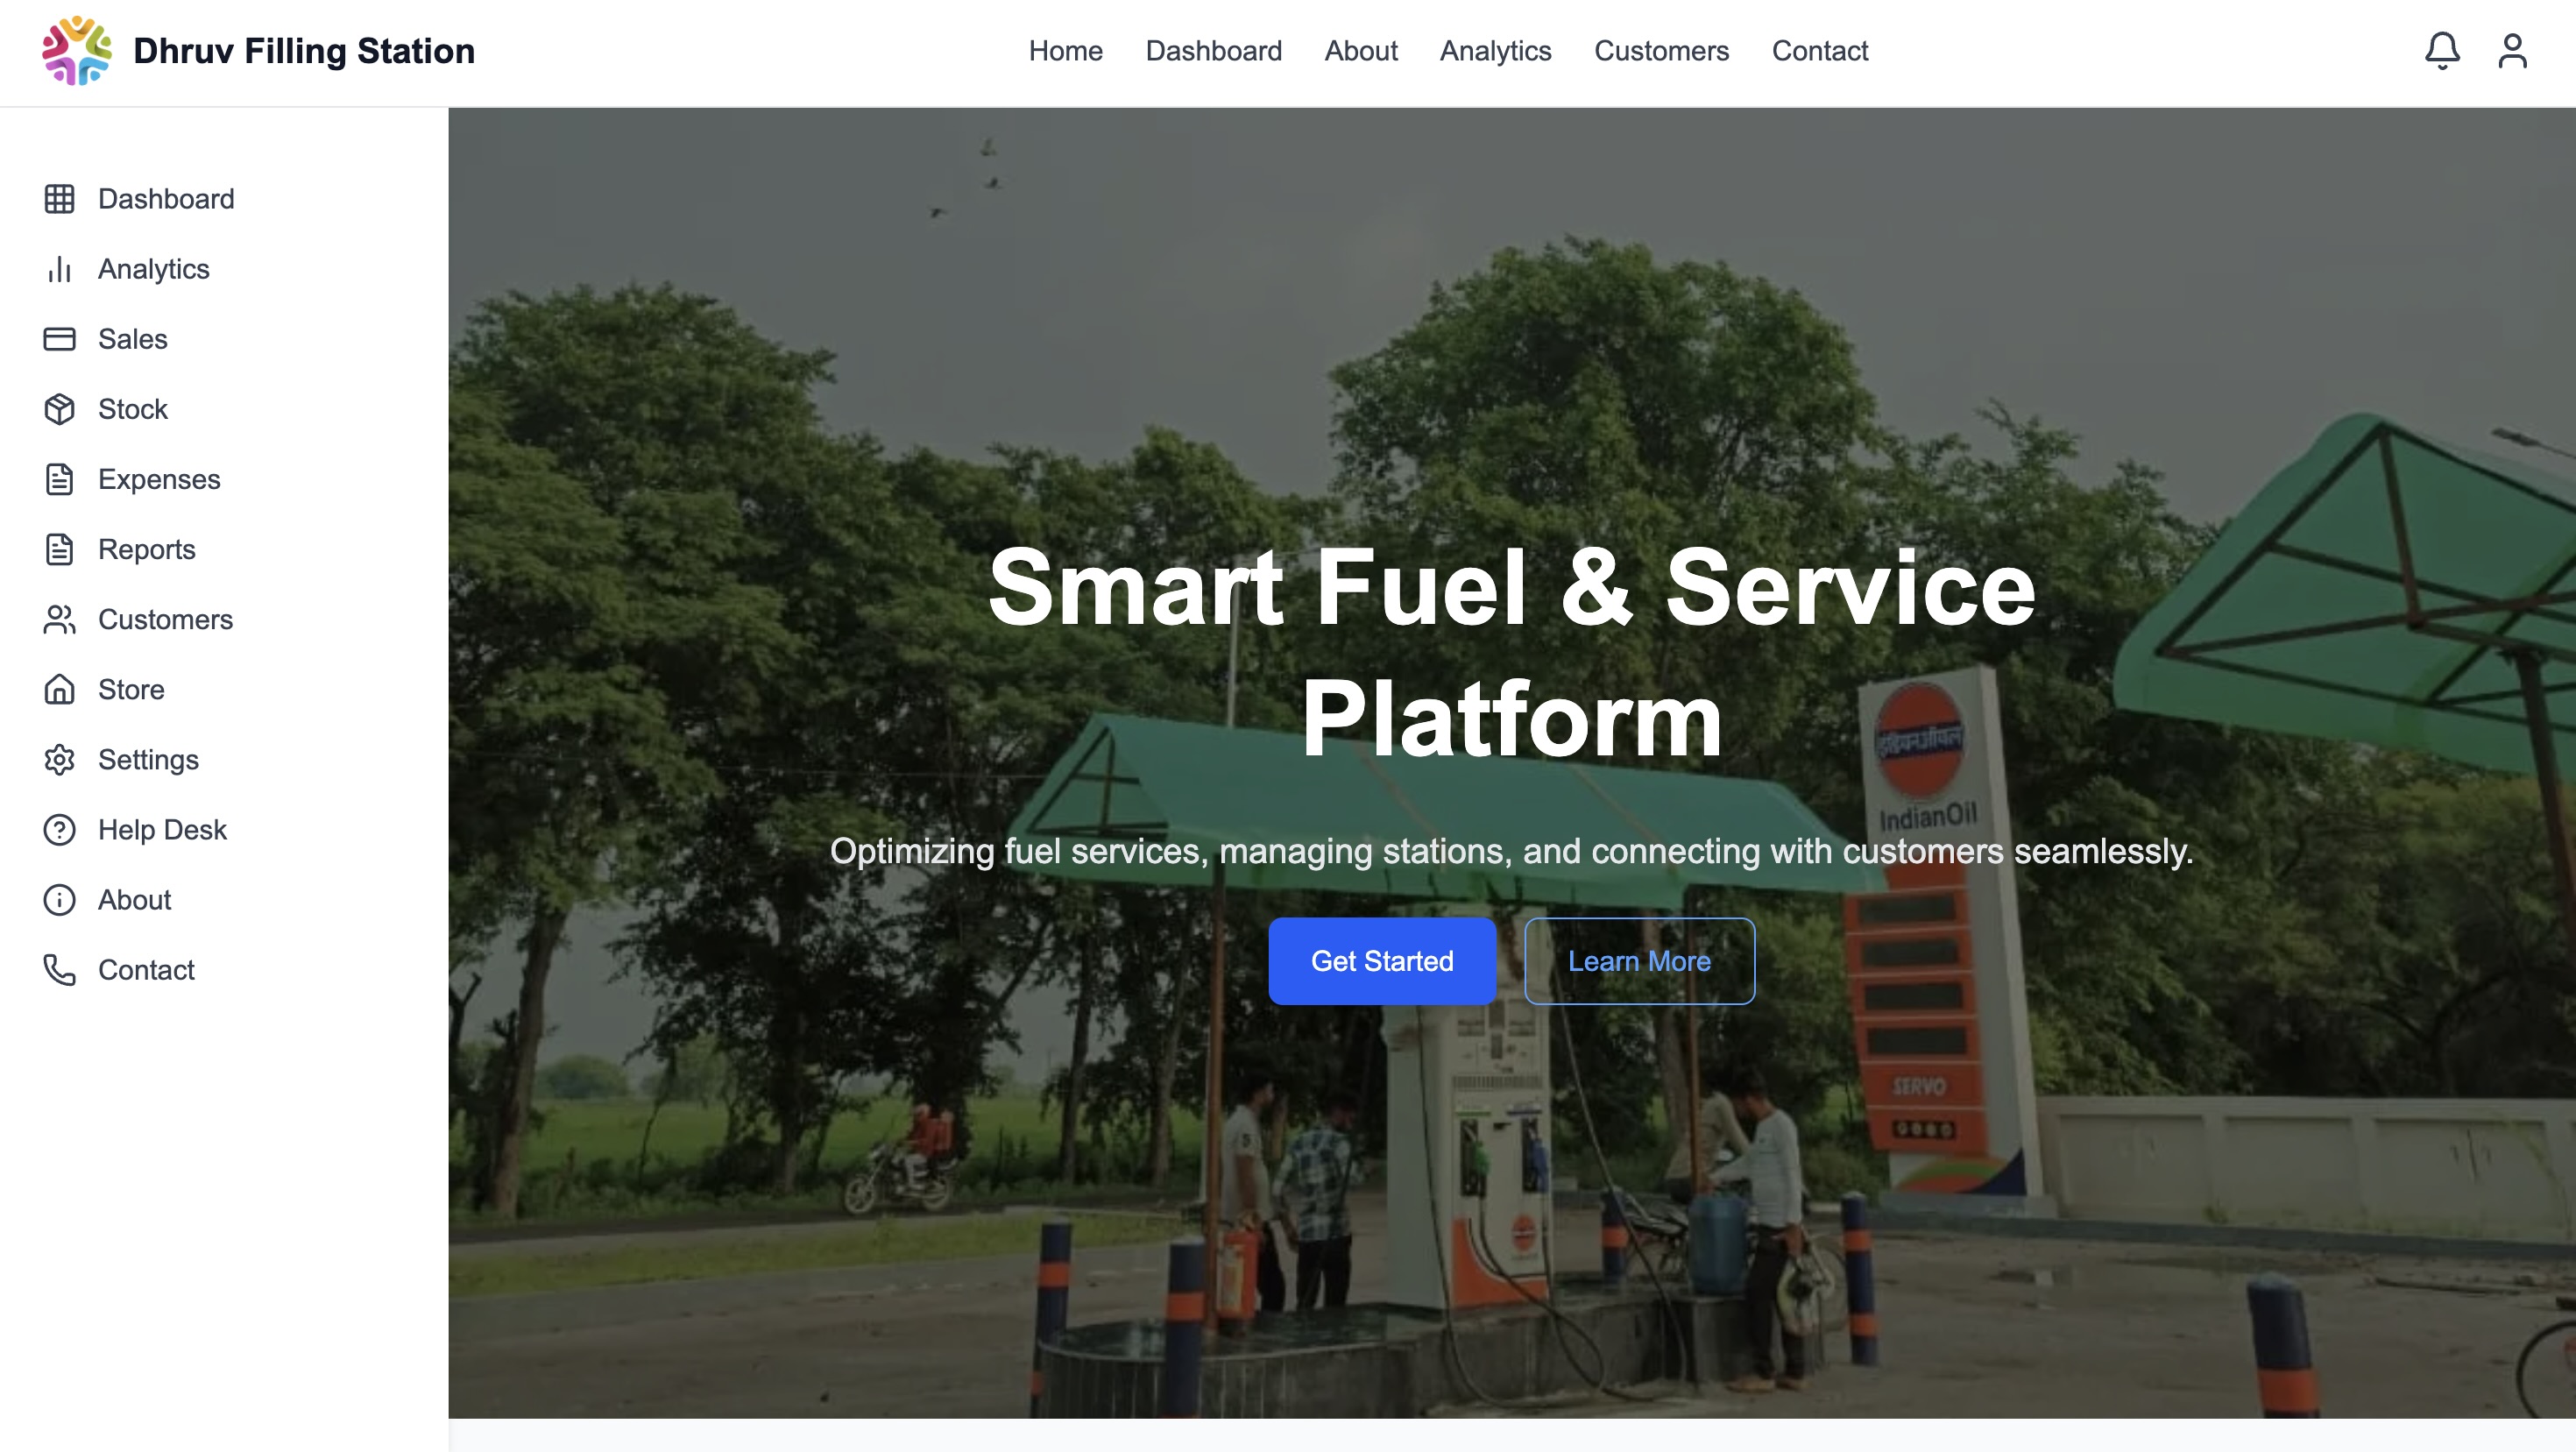 Dhruv Filling Station
Home Dashboard About Analytics Customers Contact
Dashboard
Analytics
Sales
Stock
Expenses
Reports
Customers
Store
Settings
Help Desk
About
Contact
Smart Fuel & Service
Platform
इंडियनऑयल
IndianOil
Optimizing fuel services, managing stations, and connecting with customers seamlessly.
Get Started Learn More
SERVO